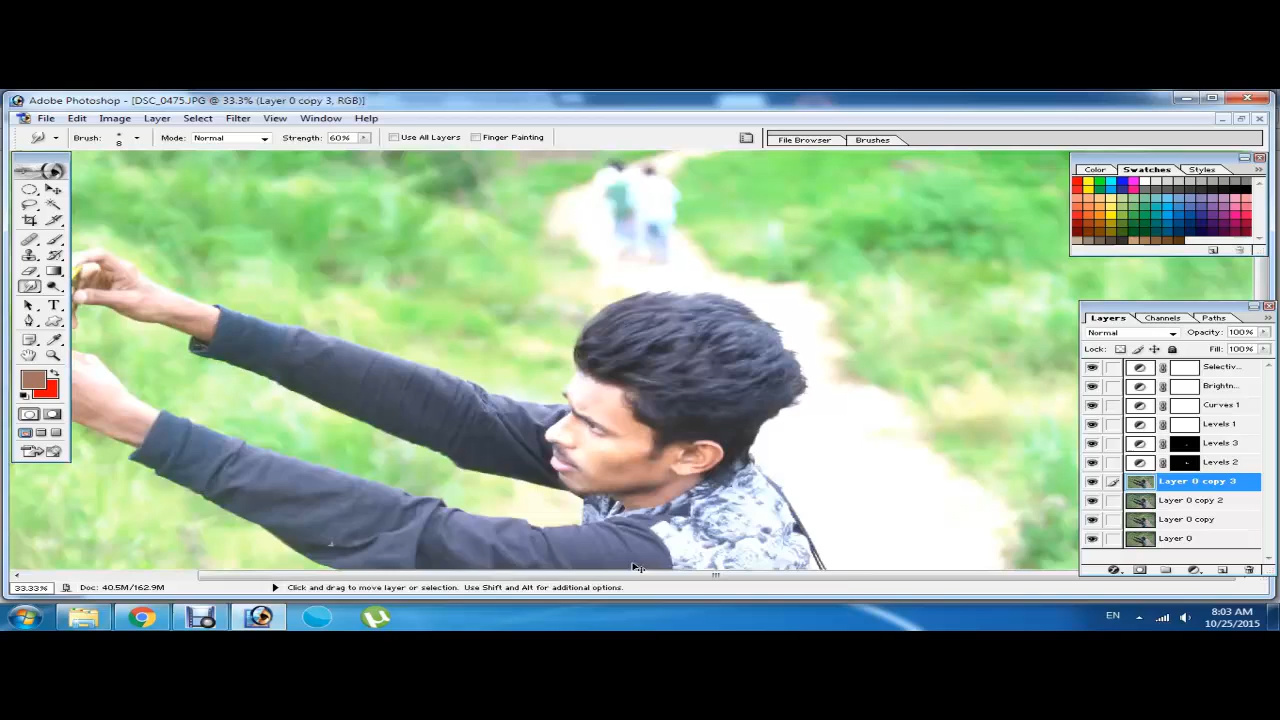 Adobe Photoshop - [DSC_0475.JPG @ 33.3% (Layer 0 copy 3, RGB)]
File Edit Image Layer Select Filter View Window Help
Brush: 8 Mode: Normal Strength: 60% Use All Layers Finger Painting File Browser Brushes
Color Swatches Styles
Layers Channels Paths
Normal Opacity: 100%
Lock: Fill: 100%
Selectiv...
Brightn...
Curves 1
Levels 1
Levels 3
Levels 2
Layer 0 copy 3
Layer 0 copy 2
Layer 0 copy
Layer 0
33.33% Doc: 40.5M/162.9M Click and drag to move layer or selection. Use Shift and Alt for additional options.
EN 8:03 AM
10/25/2015